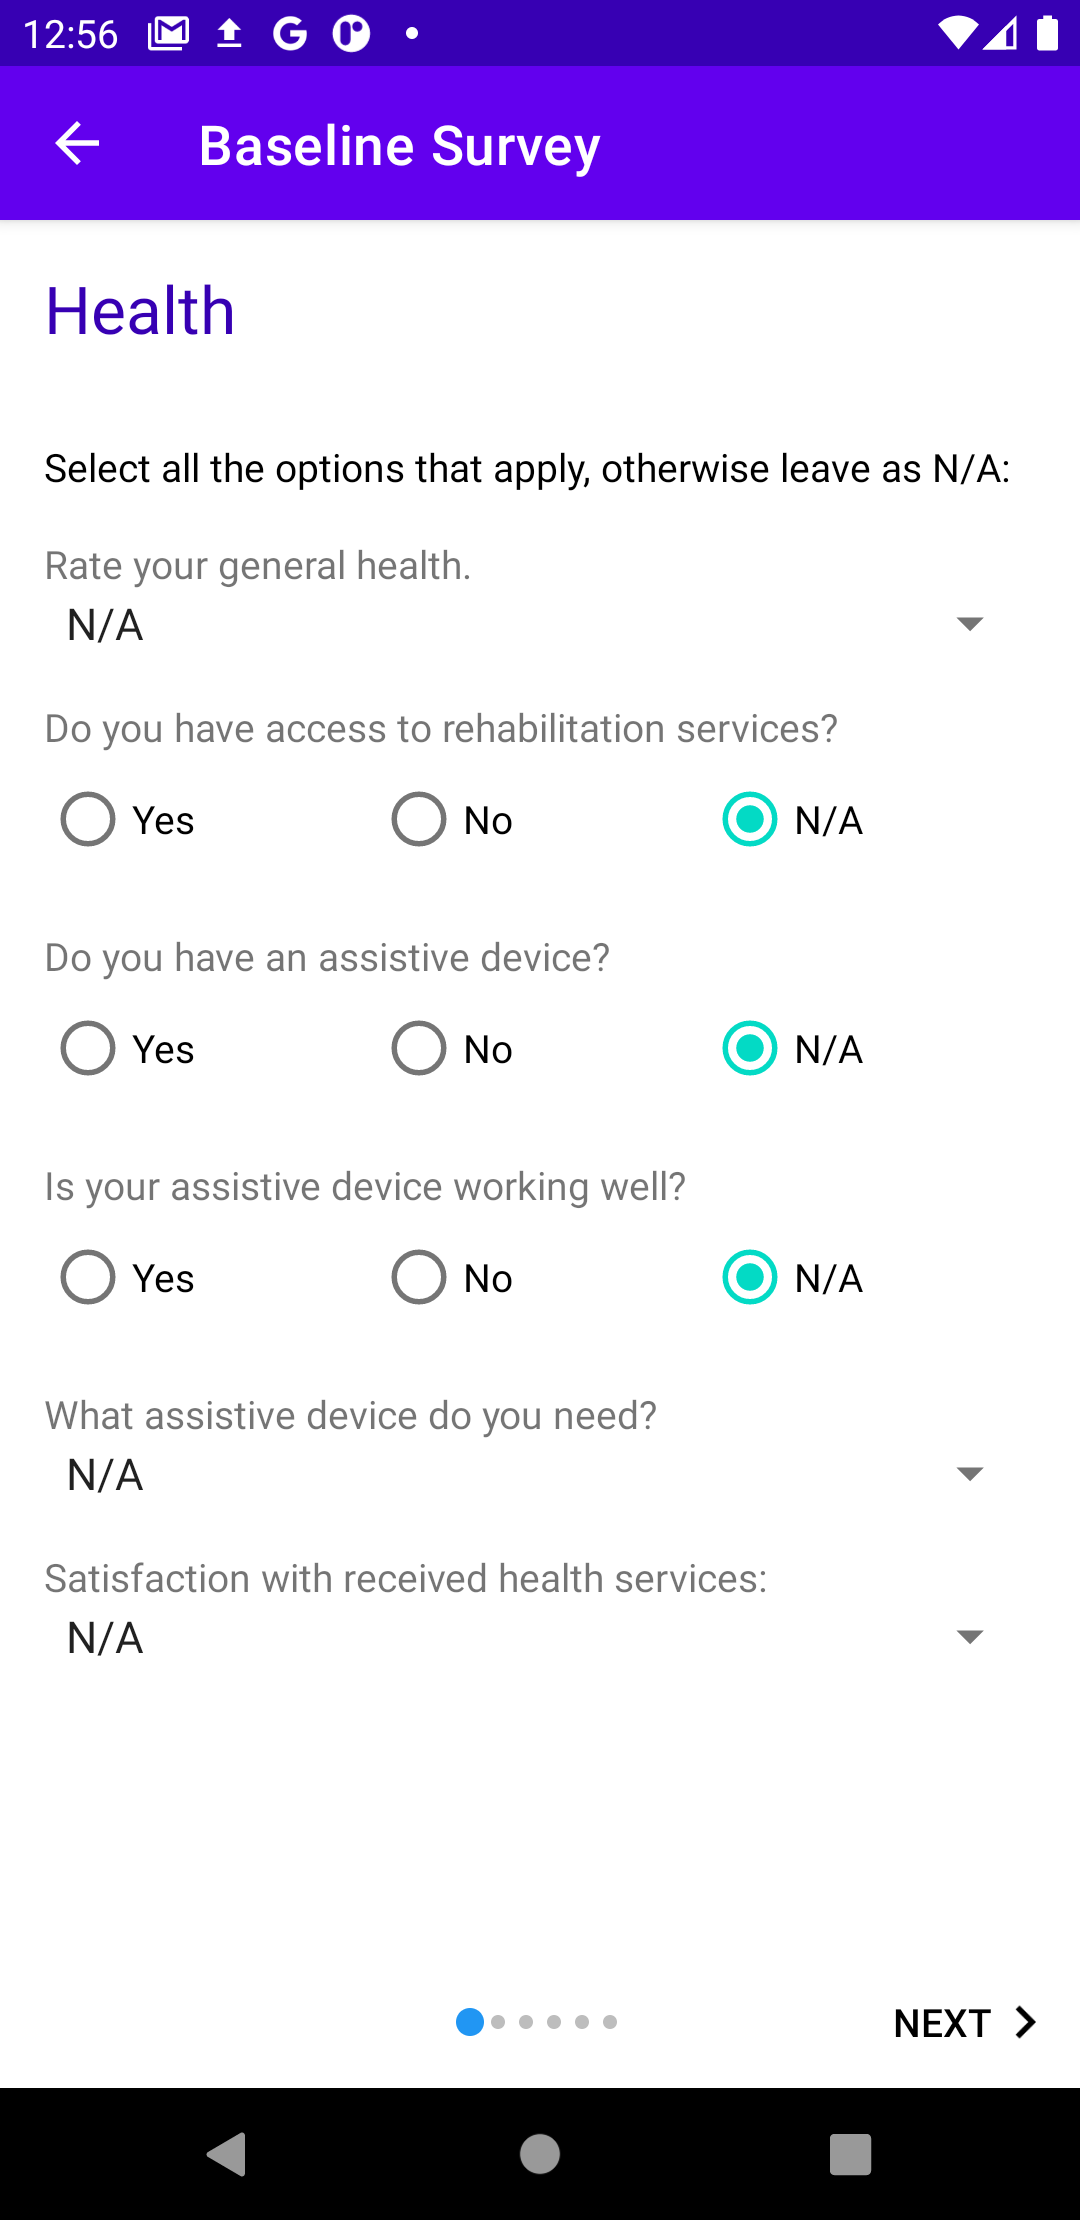 12:56
Baseline Survey
Health
Select all the options that apply, otherwise leave as N/A:
Rate your general health.
N/A
Do you have access to rehabilitation services?
Yes No N/A
Do you have an assistive device?
Yes No N/A
Is your assistive device working well?
Yes No N/A
What assistive device do you need?
N/A
Satisfaction with received health services:
N/A
NEXT